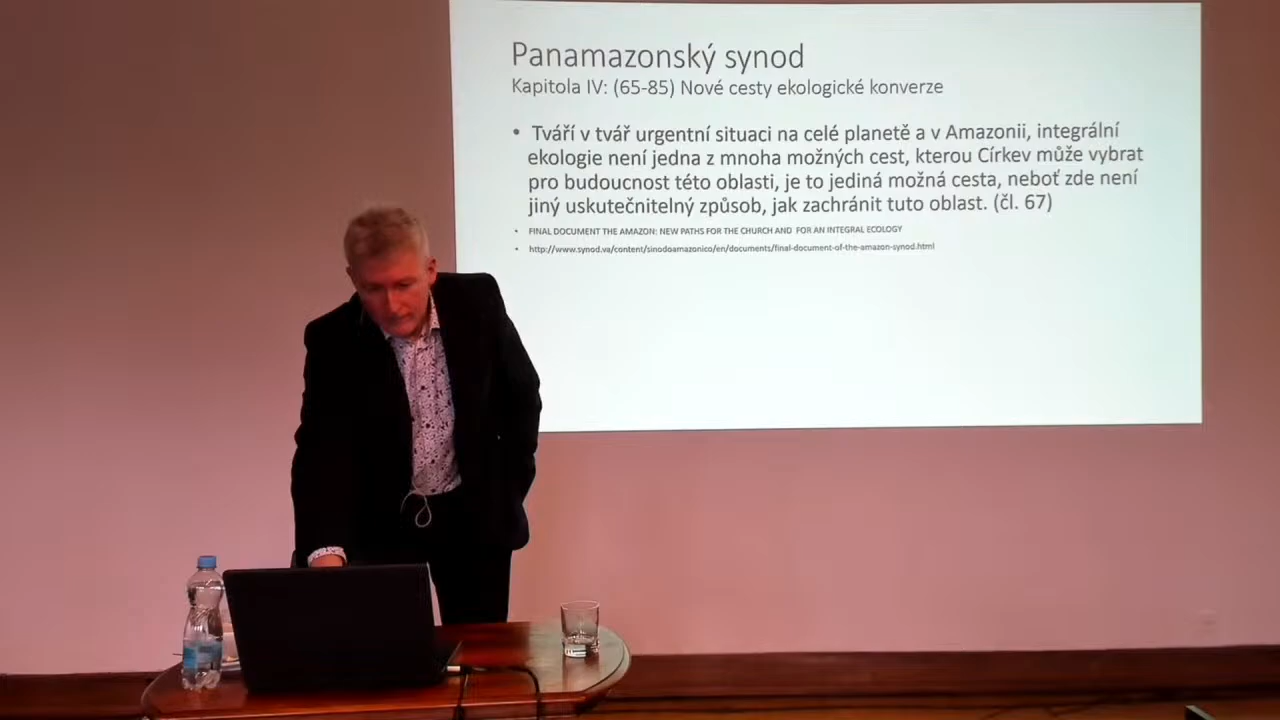 Panamazonský synod
Kapitola IV: (65-85) Nové cesty ekologické konverze
• Tváří v tvář urgentní situaci na celé planetě a v Amazonii, integrální
ekologie není jedna z mnoha možných cest, kterou Církev může vybrat
pro budoucnost této oblasti, je to jediná možná cesta, neboť zde není
jiný uskutečnitelný způsob, jak zachránit tuto oblast. (čl. 67)
• FINAL DOCUMENT THE AMAZON: NEW PATHS FOR THE CHURCH AND FOR AN INTEGRAL ECOLOGY
• http://www.synod.va/content/sinodoamazonico/en/documents/final-document-of-the-amazon-synod.html